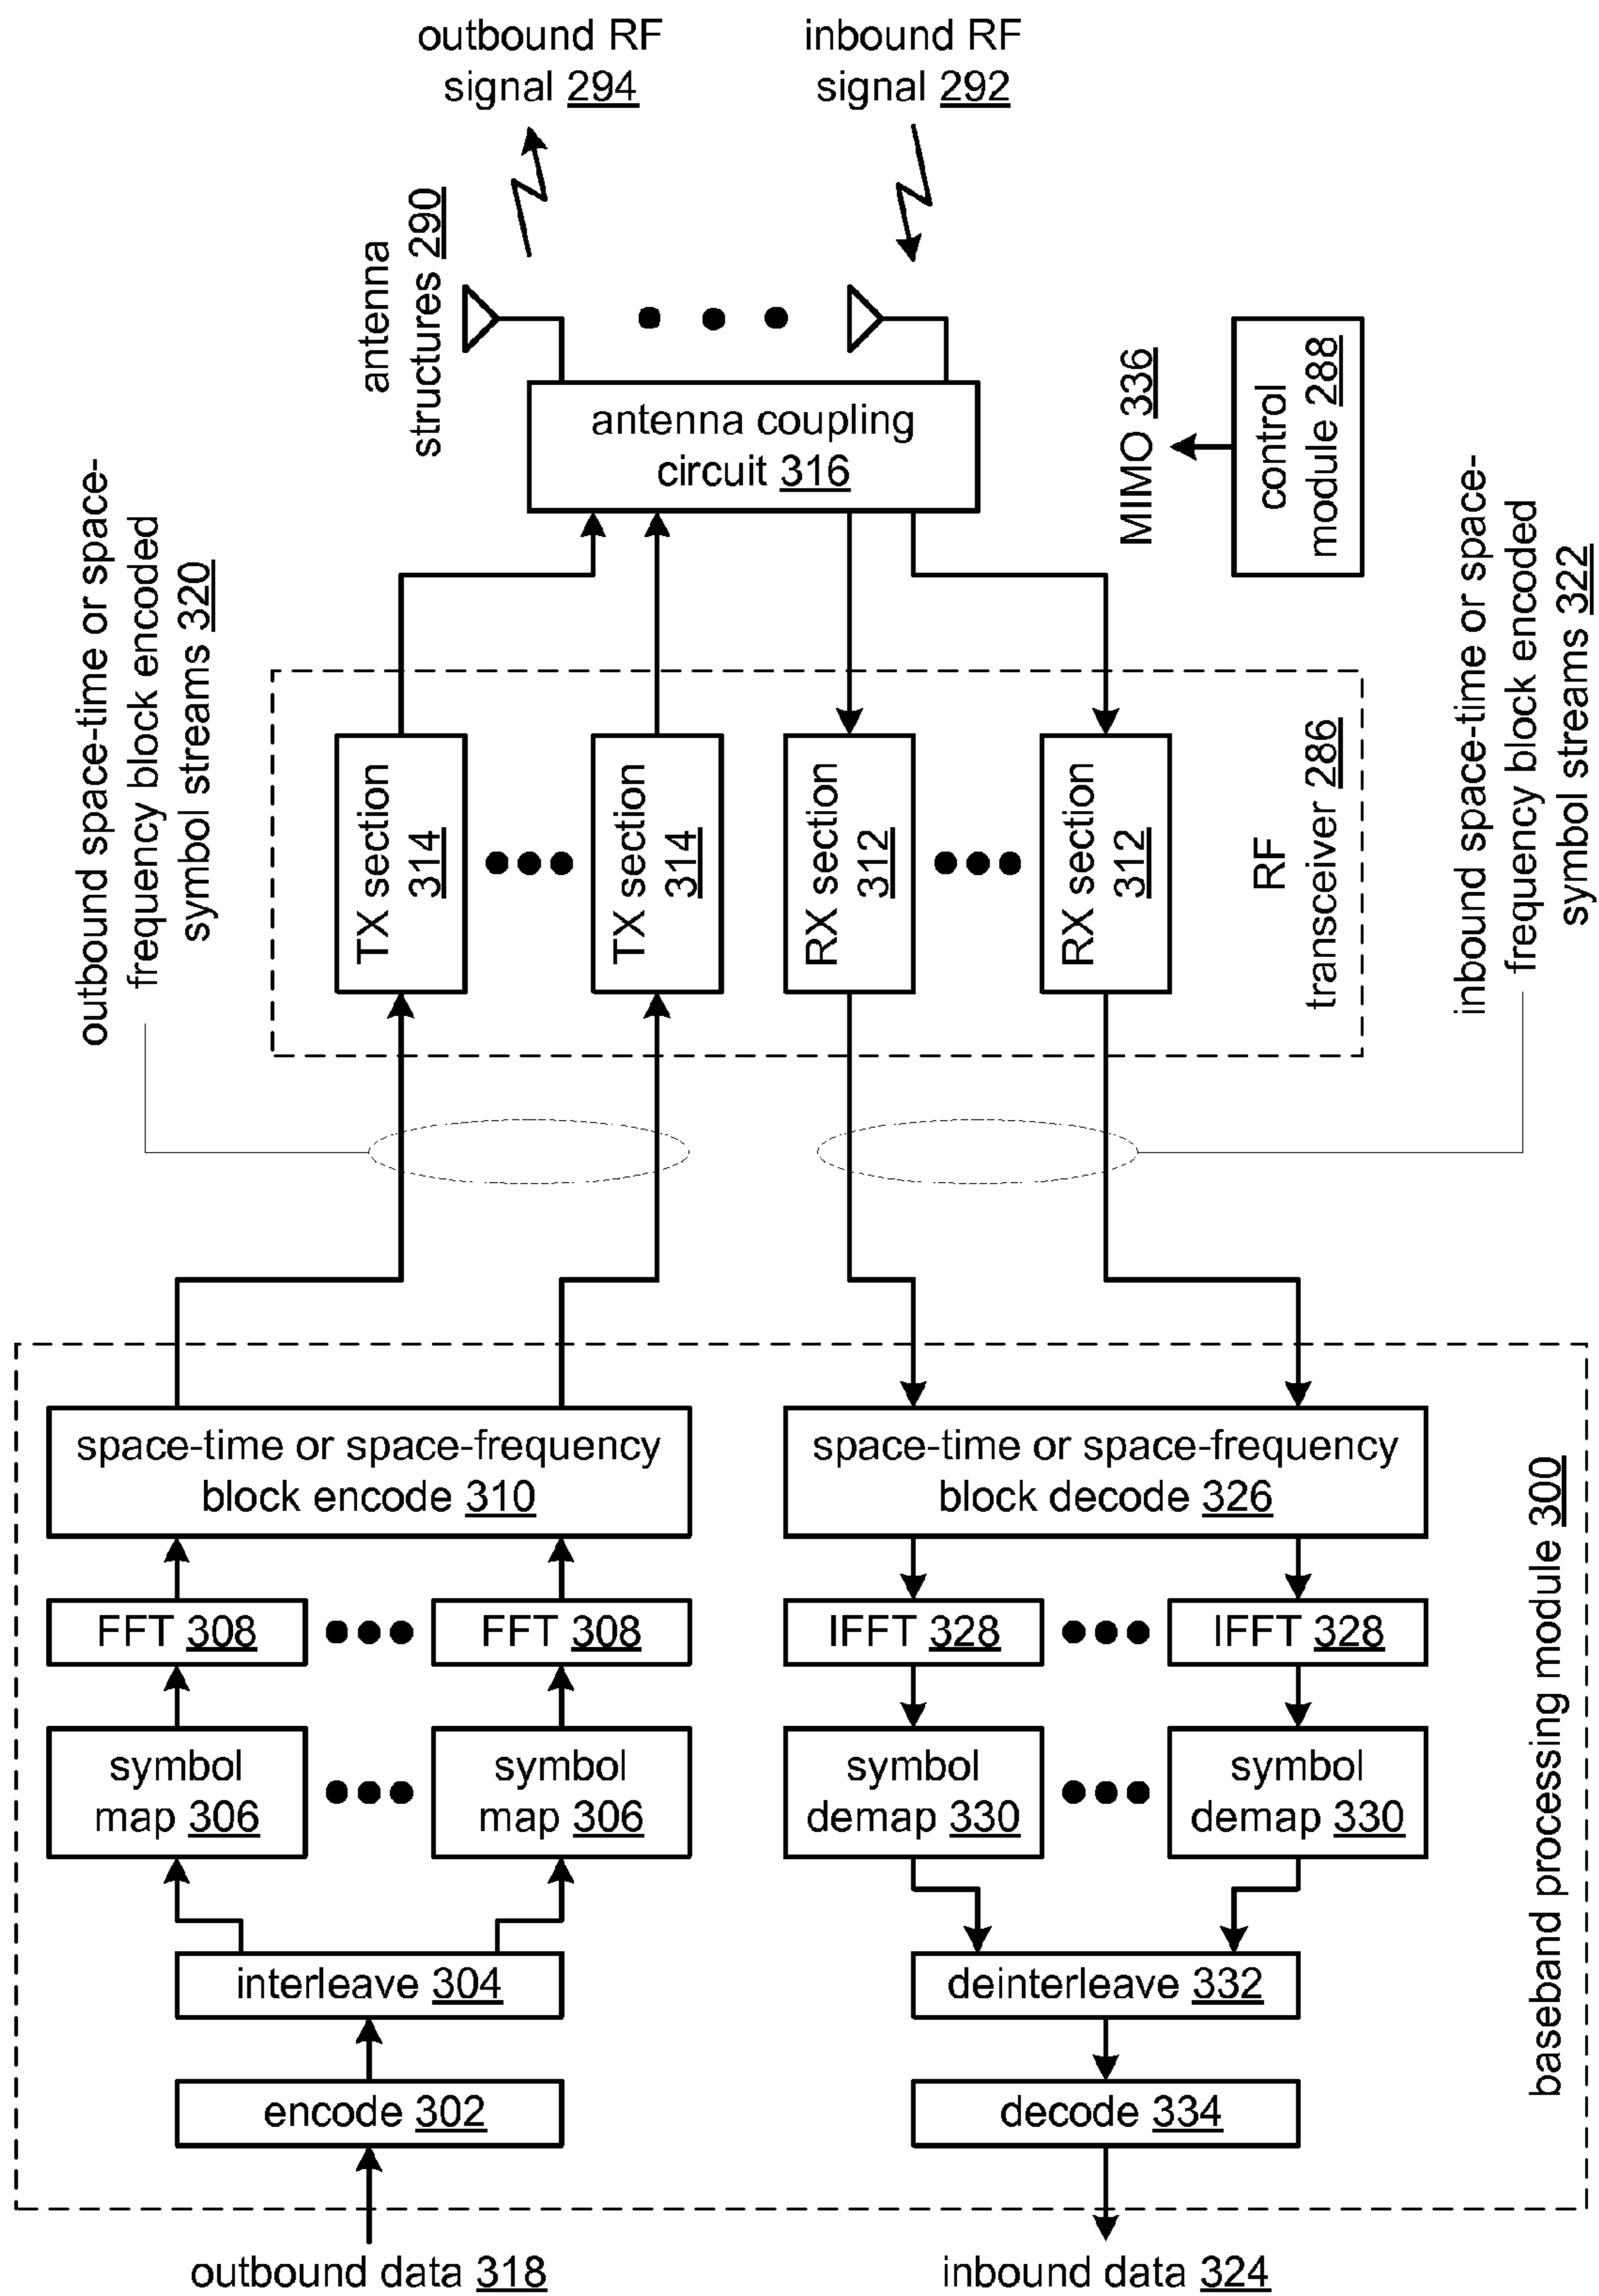 outbound RF
signal 294
inbound RF
signal 292
antenna
structures 290
antenna coupling
circuit 316
MIMO 336
control
module 288
outbound space-time or space-
frequency block encoded
symbol streams 320
inbound space-time or space-
frequency block encoded
symbol streams 322
TX section
314
TX section
314
RX section
312
RX section
312
RF
transceiver 286
space-time or space-frequency
block encode 310
space-time or space-frequency
block decode 326
FFT 308
FFT 308
IFFT 328
IFFT 328
symbol
map 306
symbol
map 306
symbol
demap 330
symbol
demap 330
interleave 304
deinterleave 332
encode 302
decode 334
baseband processing module 300
outbound data 318
inbound data 324